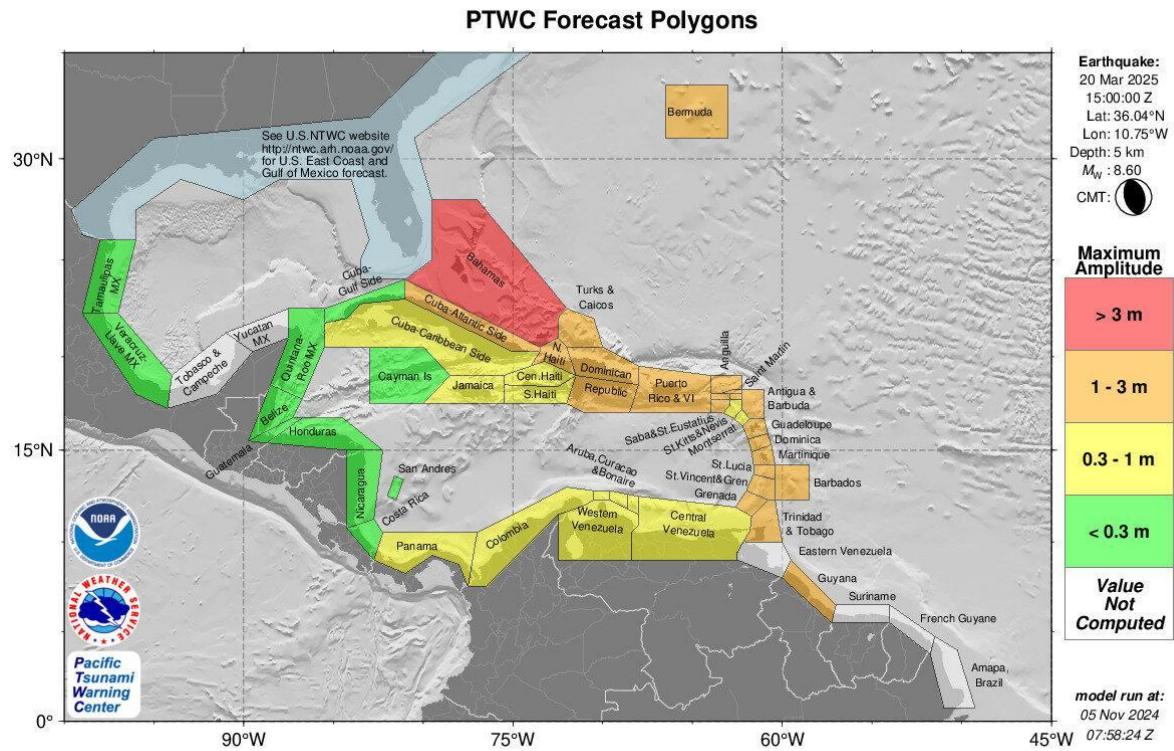 PTWC Forecast Polygons
Earthquake:
20 Mar 2025
15:00:00 Z
Lat: 36.04°N
Lon: 10.75°W
Depth: 5 km
Mw : 8.60
CMT:
Maximum
Amplitude
> 3 m
1 - 3 m
0.3 - 1 m
< 0.3 m
Value
Not
Computed
model run at:
05 Nov 2024
07:58:24 Z
30°N
15°N
0°
90°W
75°W
60°W
45°W
See U.S.NTWC website
http://ntwc.arh.noaa.gov/
for U.S. East Coast and
Gulf of Mexico forecast.
Bermuda
Bahamas
Turks &
Caicos
Cuba-
Gulf Side
Cuba-Atlantic Side
Cuba-Caribbean Side
Tamaulipas
MX
Veracruz-
Llave MX
Tobasco &
Campeche
Yucatan
MX
Quintana-
Roo MX
Belize
Guatemala
Honduras
Nicaragua
San Andres
Costa Rica
Panama
Colombia
Cayman Is
Jamaica
N.
Haiti
Cen.Haiti
S.Haiti
Dominican
Republic
Puerto
Rico & VI
Anguilla
Saint Martin
Antigua &
Barbuda
Saba&St.Eustatius
St.Kitts&Nevis
Montserrat
Guadeloupe
Dominica
Martinique
St.Lucia
St.Vincent&Gren
Barbados
Grenada
Aruba,Curacao
&Bonaire
Western
Venezuela
Central
Venezuela
Trinidad
& Tobago
Eastern Venezuela
Guyana
Suriname
French Guyane
Amapa,
Brazil
NOAA
NATIONAL WEATHER SERVICE
Pacific
Tsunami
Warning
Center